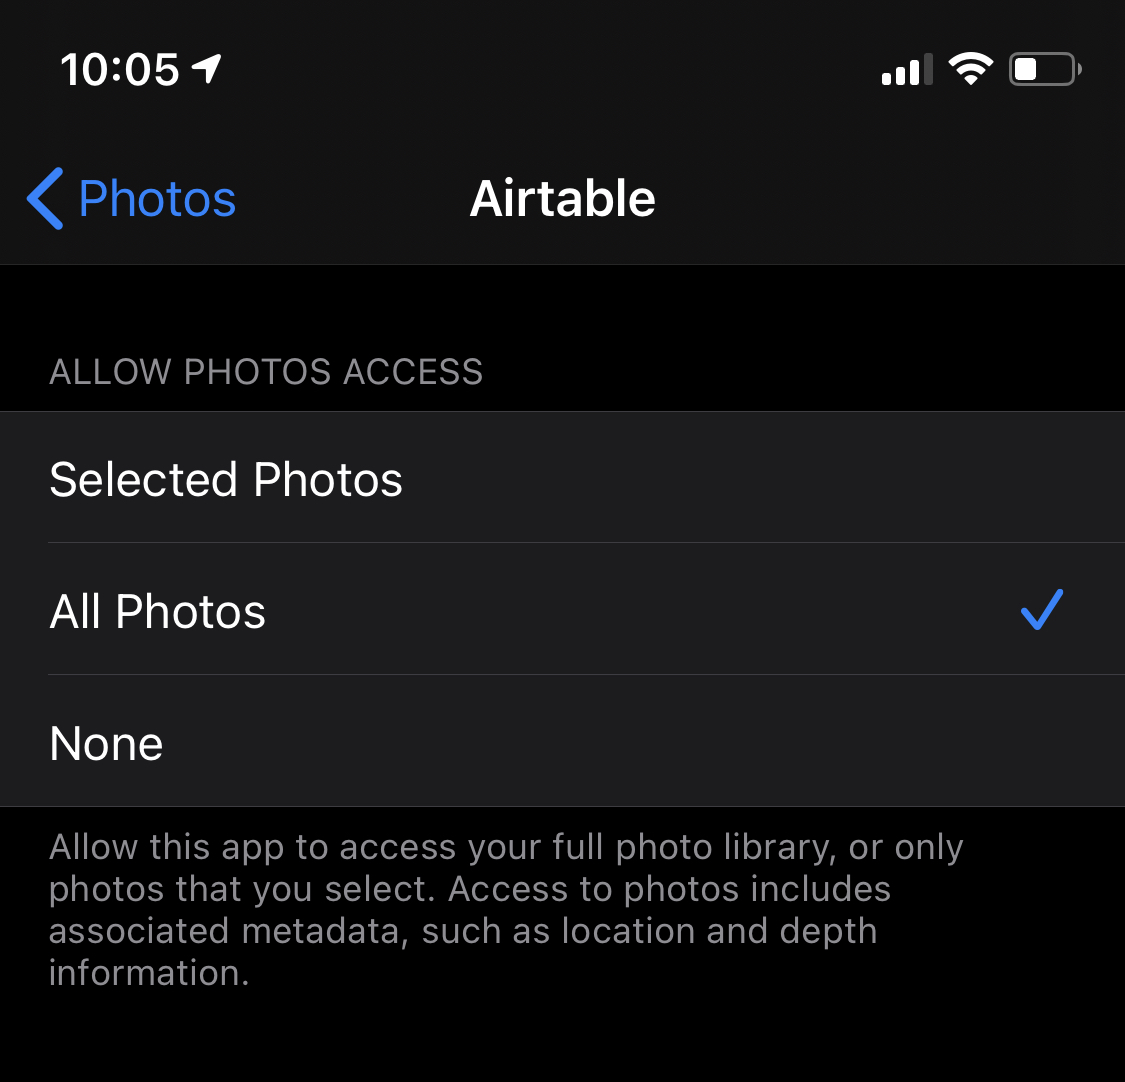 10:05
Photos
Airtable
ALLOW PHOTOS ACCESS
Selected Photos
All Photos
None
Allow this app to access your full photo library, or only
photos that you select. Access to photos includes
associated metadata, such as location and depth
information.